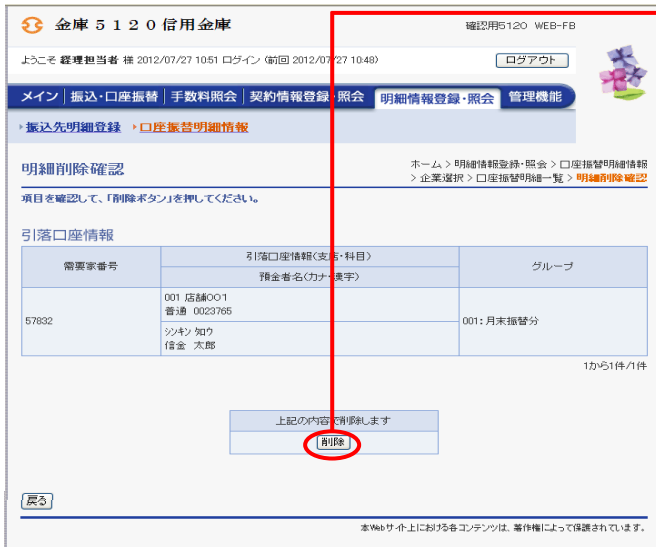 金庫５１２０信用金庫
確認用5120 WEB-FB
ようこそ 経理担当者 様 2012/07/27 10:51 ログイン (前回 2012/07/27 10:48)
ログアウト
メイン 振込・口座振替 手数料照会 契約情報登録・照会 明細情報登録・照会 管理機能
振込先明細登録 口座振替明細情報
明細削除確認
ホーム > 明細情報登録・照会 > 口座振替明細情報
> 企業選択 > 口座振替明細一覧 > 明細削除確認
項目を確認して、「削除ボタン」を押してください。
引落口座情報
需要家番号
引落口座情報(支店・科目)
預金者名(カナ・漢字)
グループ
57832
001 店舗001
普通 0023765
シンキン タロウ
信金 太郎
001:月末振替分
1から1件/1件
上記の内容で削除します
削除
戻る
本Webサイト上における各コンテンツは、著作権によって保護されています。